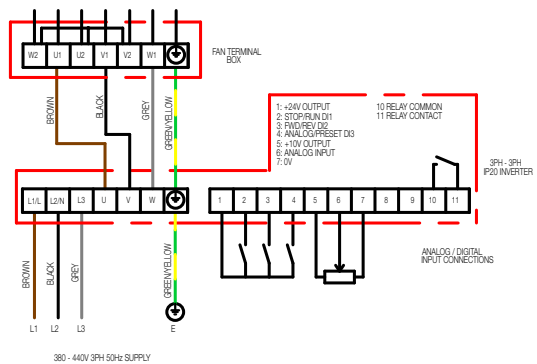 W2 U1 U2 V1 V2 W1
FAN TERMINAL
BOX
BROWN
BLACK
GREY
GREEN/YELLOW
1: +24V OUTPUT
2: STOP/RUN DI1
3: FWD/REV DI2
4: ANALOG/PRESET DI3
5: +10V OUTPUT
6: ANALOG INPUT
7: 0V
10 RELAY COMMON
11 RELAY CONTACT
3PH - 3PH
IP20 INVERTER
L1/L L2/N L3 U V W
1 2 3 4 5 6 7 8 9 10 11
ANALOG / DIGITAL
INPUT CONNECTIONS
BROWN
BLACK
GREY
GREEN/YELLOW
L1 L2 L3 E
380 - 440V 3PH 50Hz SUPPLY